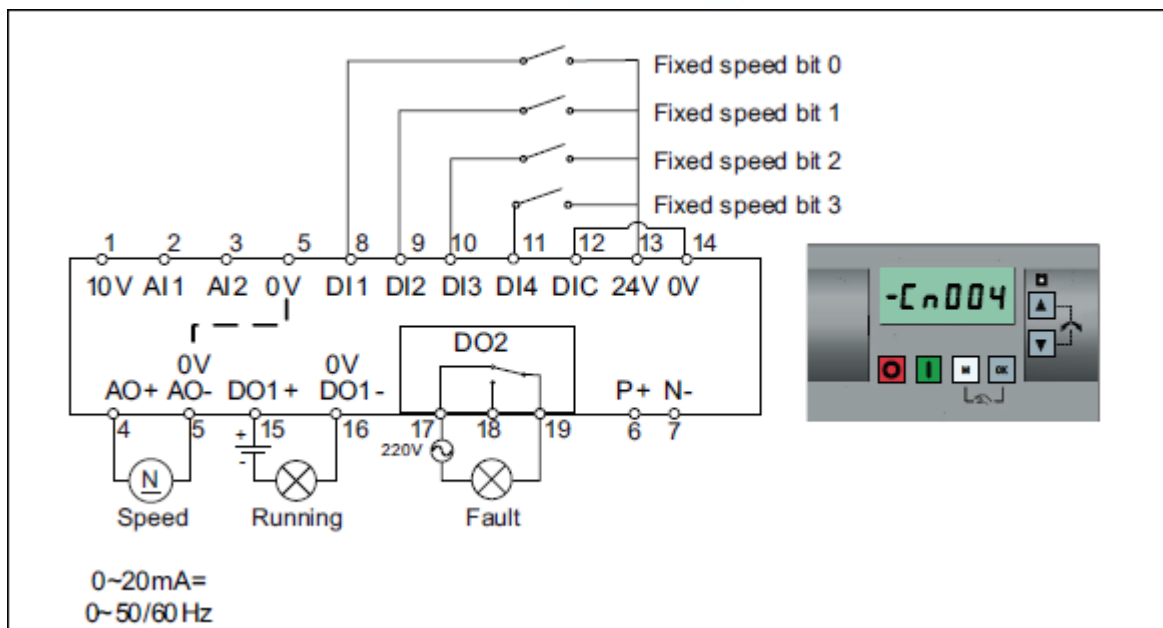 Fixed speed bit 0
Fixed speed bit 1
Fixed speed bit 2
Fixed speed bit 3
1 2 3 5 8 9 10 11 12 13 14
10V AI1 AI2 0V DI1 DI2 DI3 DI4 DIC 24V 0V
-Cn004
DO2
0V 0V
AO+ AO- DO1+ DO1- P+ N-
M OK
4 5 15 16 17 18 19 6 7
+
220V
-
N
Speed Running Fault
0~20mA=
0~50/60 Hz